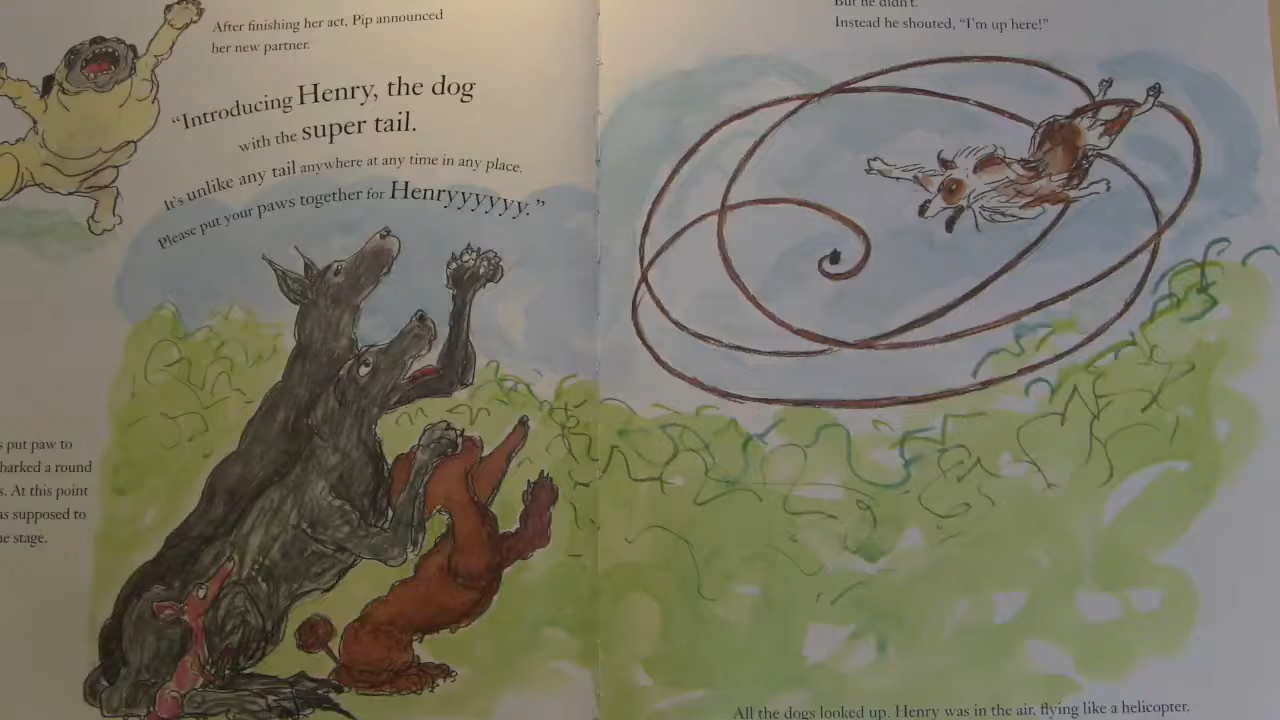 After finishing her act, Pip announced
her new partner.
"Introducing Henry, the dog
with the super tail.
It's unlike any tail anywhere at any time in any place.
Please put your paws together for Henryyyyyy."
put paw to
barked a round
At this point
supposed to
stage.
But he didn't.
Instead he shouted, "I'm up here!"
All the dogs looked up. Henry was in the air, flying like a helicopter.